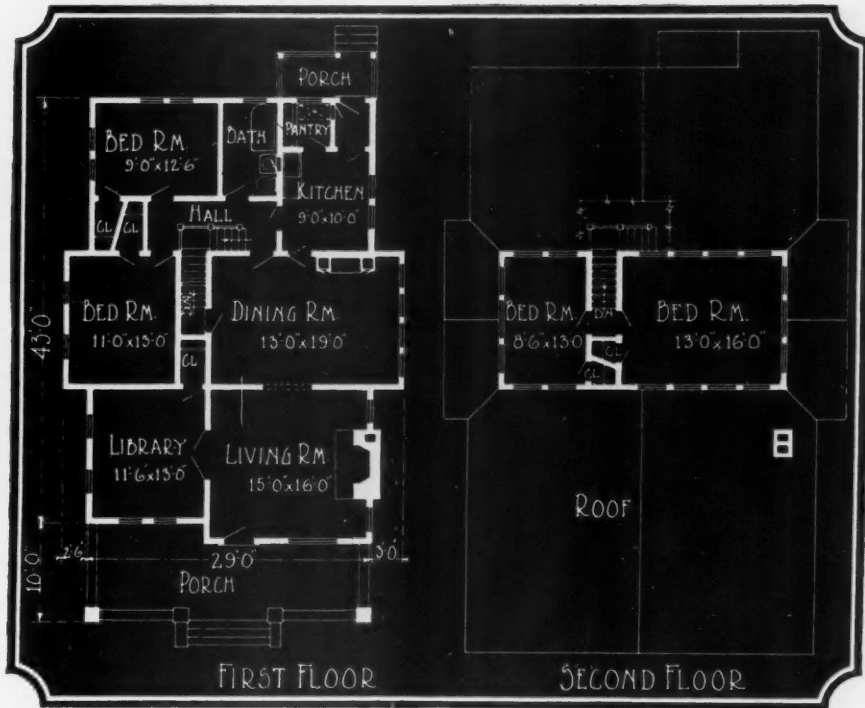 PORCH
BED RM.
9'0"x12'6"
BATH
PANTRY
KITCHEN
9'0"x10'0"
HALL
CL
CL
BED RM.
11'0"x13'0"
UP
DINING RM.
13'0"x19'0"
CL
LIBRARY
11'6"x13'0"
LIVING RM.
15'0"x16'0"
43'0"
10'0"
2'6"
29'0"
3'0"
PORCH
FIRST FLOOR
BED RM.
8'6"x13'0
DN
BED RM.
13'0"x16'0"
CL
CL
ROOF
SECOND FLOOR